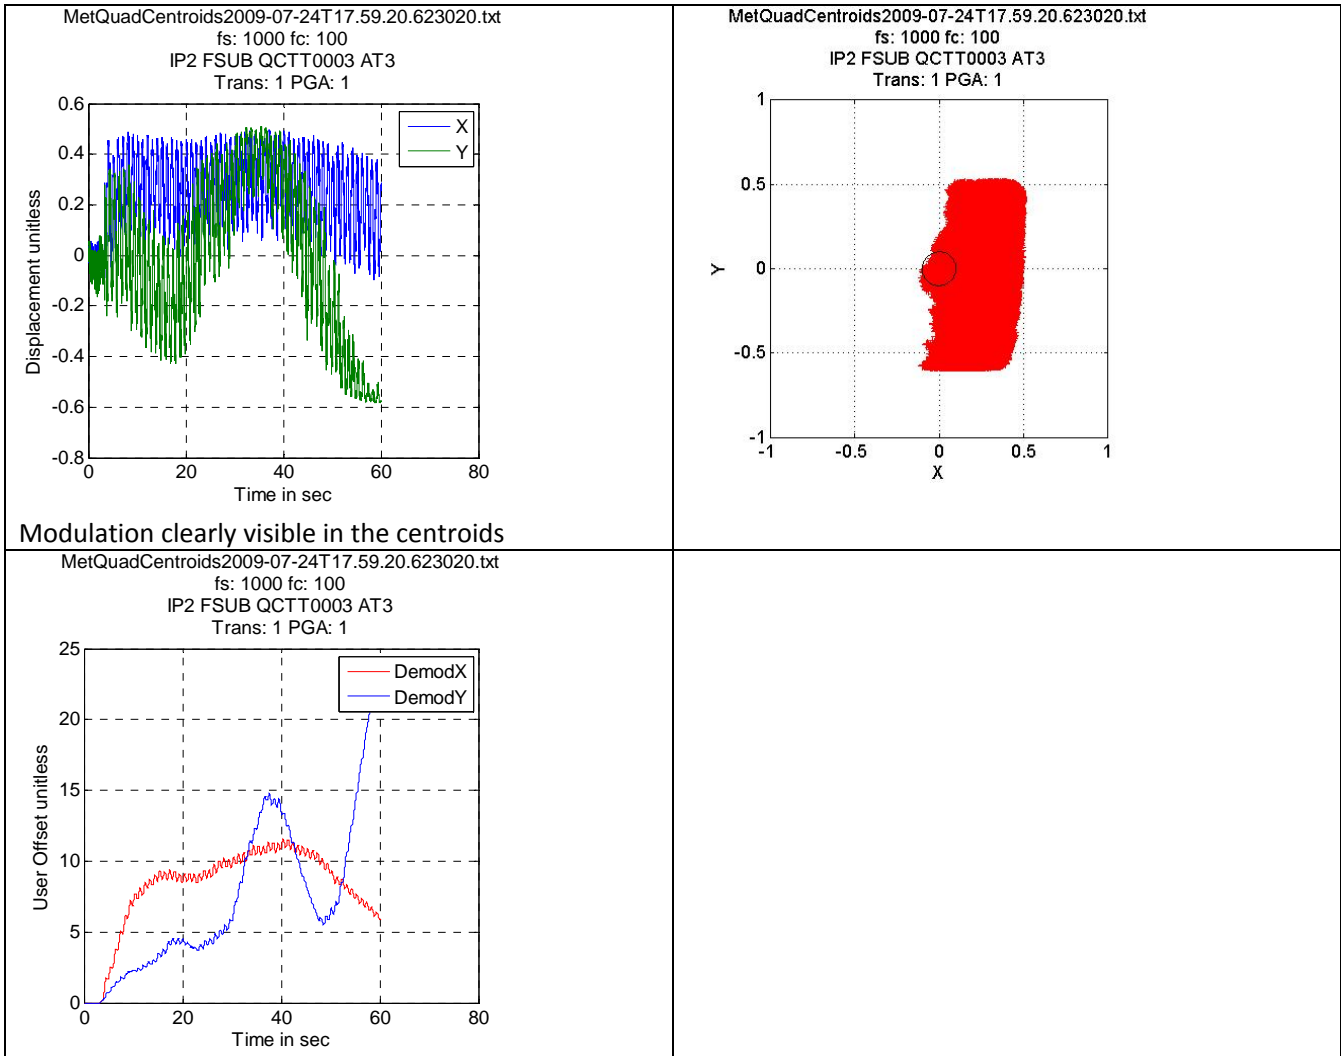 MetQuadCentroids2009-07-24T17.59.20.623020.txt
fs: 1000 fc: 100
IP2 FSUB QCTT0003 AT3
Trans: 1 PGA: 1
0.6
0.4
0.2
0
-0.2
-0.4
-0.6
-0.8
0 20 40 60 80
Displacement unitless
Time in sec
X
Y
Modulation clearly visible in the centroids
MetQuadCentroids2009-07-24T17.59.20.623020.txt
fs: 1000 fc: 100
IP2 FSUB QCTT0003 AT3
Trans: 1 PGA: 1
1
0.5
0
-0.5
-1
-1 -0.5 0 0.5 1
Y
X
MetQuadCentroids2009-07-24T17.59.20.623020.txt
fs: 1000 fc: 100
IP2 FSUB QCTT0003 AT3
Trans: 1 PGA: 1
25
20
15
10
5
0
0 20 40 60 80
User Offset unitless
Time in sec
DemodX
DemodY